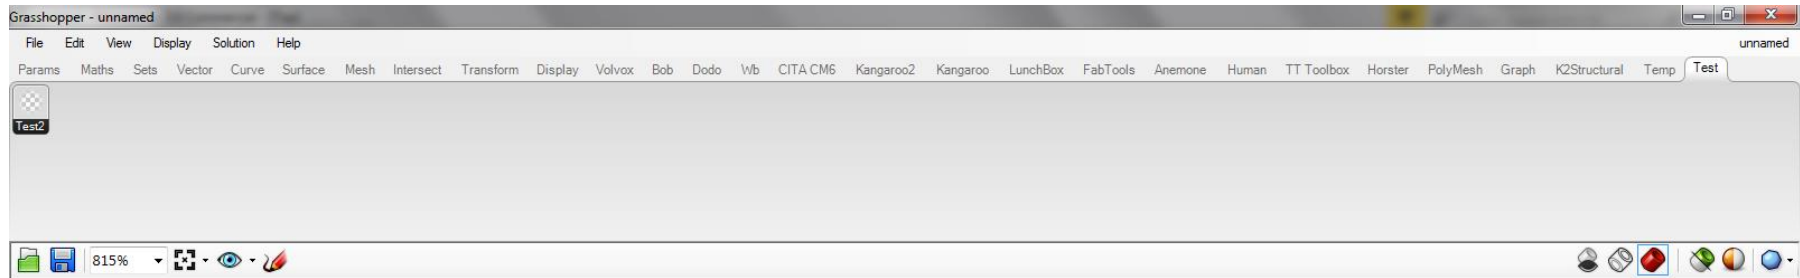 Grasshopper - unnamed
File Edit View Display Solution Help unnamed
Params Maths Sets Vector Curve Surface Mesh Intersect Transform Display Volvox Bob Dodo Wb CITA CM6 Kangaroo2 Kangaroo LunchBox FabTools Anemone Human TT Toolbox Horster PolyMesh Graph K2Structural Temp Test
Test2
815%